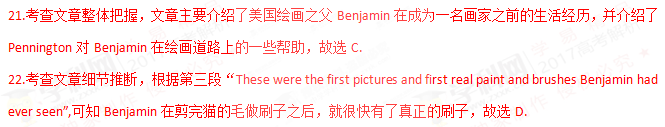 21.考查文章整体把握，文章主要介绍了美国绘画之父 Benjamin 在成为一名画家之前的生活经历，并介绍了
Pennington 对 Benjamin 在绘画道路上的一些帮助，故选 C.
22.考查文章细节推断，根据第三段“These were the first pictures and first real paint and brushes Benjamin had
ever seen”,可知 Benjamin 在剪完猫的毛做刷子之后，就很快有了真正的刷子，故选 D.